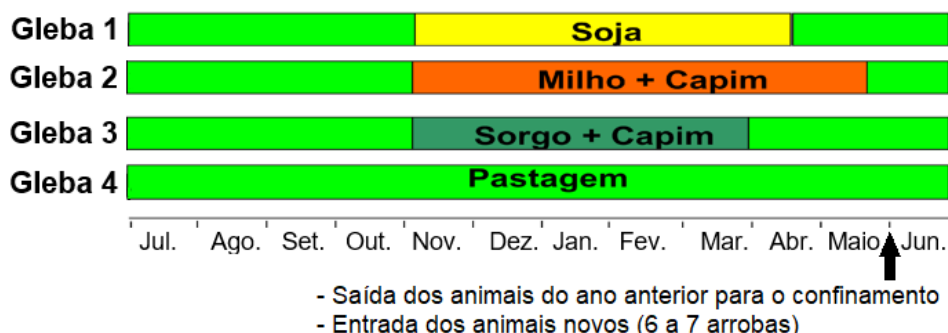 Gleba 1 Soja
Gleba 2 Milho + Capim
Gleba 3 Sorgo + Capim
Gleba 4 Pastagem
Jul. Ago. Set. Out. Nov. Dez. Jan. Fev. Mar. Abr. Maio Jun.
- Saída dos animais do ano anterior para o confinamento
- Entrada dos animais novos (6 a 7 arrobas)